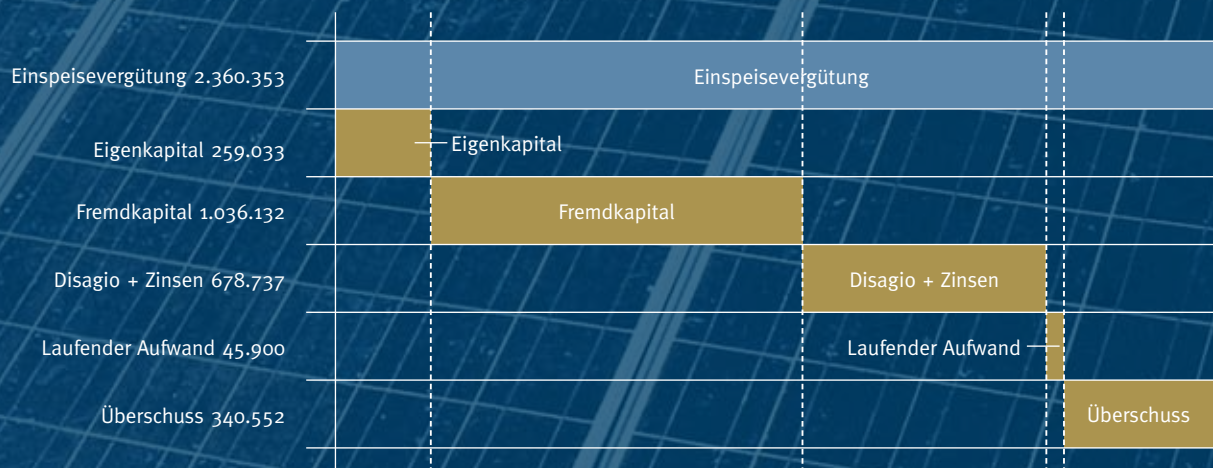 Einspeisevergütung 2.360.353
Einspeisevergütung
Eigenkapital 259.033
Eigenkapital
Fremdkapital 1.036.132
Fremdkapital
Disagio + Zinsen 678.737
Disagio + Zinsen
Laufender Aufwand 45.900
Laufender Aufwand
Überschuss 340.552
Überschuss